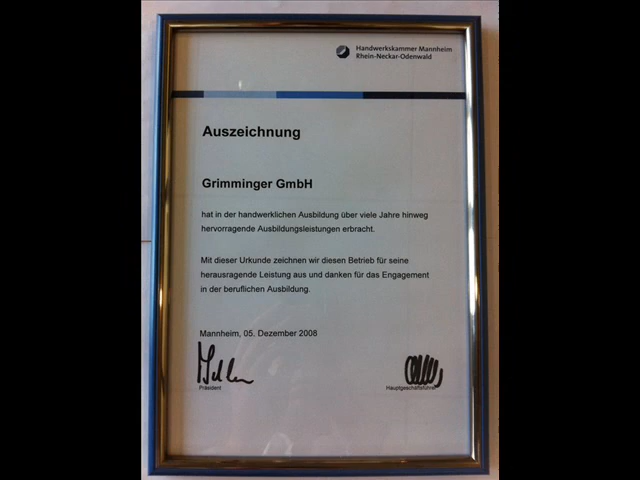 Handwerkskammer Mannheim
Rhein-Neckar-Odenwald
Auszeichnung
Grimminger GmbH
hat in der handwerklichen Ausbildung über viele Jahre hinweg
hervorragende Ausbildungsleistungen erbracht.
Mit dieser Urkunde zeichnen wir diesen Betrieb für seine
herausragende Leistung aus und danken für das Engagement
in der beruflichen Ausbildung.
Mannheim, 05. Dezember 2008
Präsident
Hauptgeschäftsführer